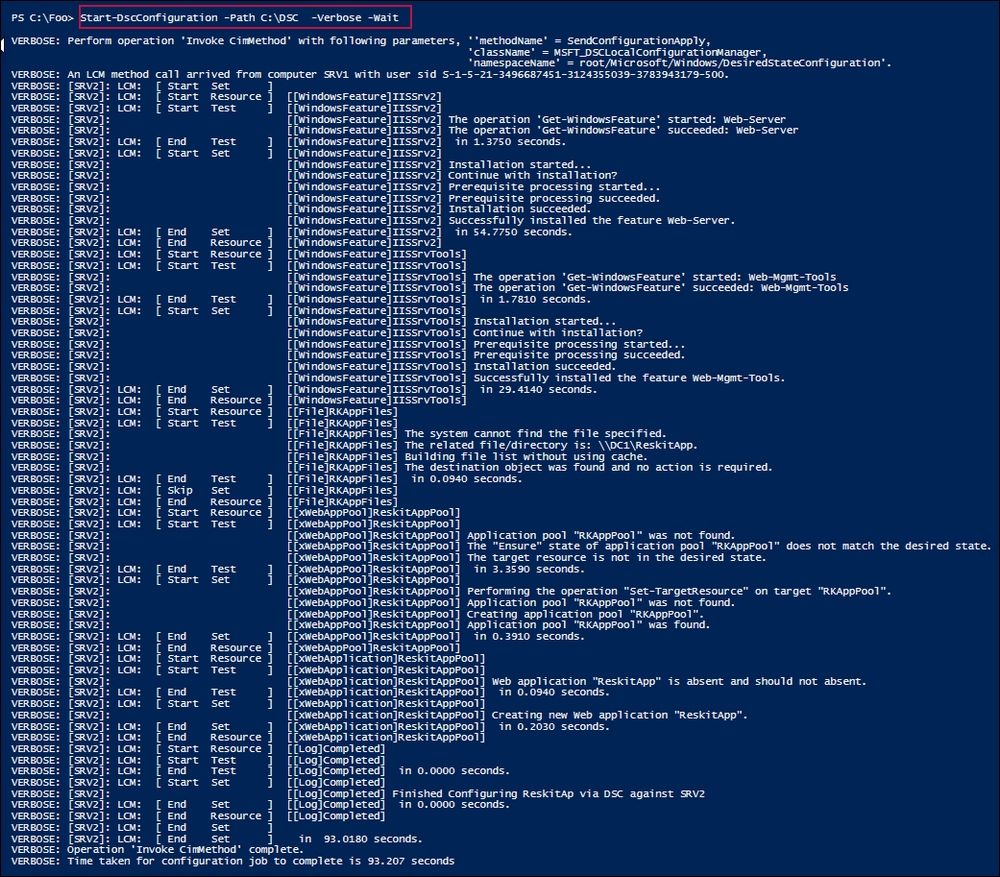 PS C:\Foo> Start-DscConfiguration -Path C:\DSC  -Verbose -Wait
VERBOSE: Perform operation 'Invoke CimMethod' with following parameters, ''methodName' = SendConfigurationApply,
'className' = MSFT_DSCLocalConfigurationManager,
'namespaceName' = root/Microsoft/Windows/DesiredStateConfiguration'.
VERBOSE: An LCM method call arrived from computer SRV1 with user sid S-1-5-21-3496687451-3124355039-3783943179-500.
VERBOSE: [SRV2]: LCM:  [ Start  Set      ]
VERBOSE: [SRV2]: LCM:  [ Start  Resource ]  [[WindowsFeature]IISSrv2]
VERBOSE: [SRV2]: LCM:  [ Start  Test     ]  [[WindowsFeature]IISSrv2]
VERBOSE: [SRV2]:                            [[WindowsFeature]IISSrv2] The operation 'Get-WindowsFeature' started: Web-Server
VERBOSE: [SRV2]:                            [[WindowsFeature]IISSrv2] The operation 'Get-WindowsFeature' succeeded: Web-Server
VERBOSE: [SRV2]: LCM:  [ End    Test     ]  [[WindowsFeature]IISSrv2]  in 1.3750 seconds.
VERBOSE: [SRV2]: LCM:  [ Start  Set      ]  [[WindowsFeature]IISSrv2]
VERBOSE: [SRV2]:                            [[WindowsFeature]IISSrv2] Installation started...
VERBOSE: [SRV2]:                            [[WindowsFeature]IISSrv2] Continue with installation?
VERBOSE: [SRV2]:                            [[WindowsFeature]IISSrv2] Prerequisite processing started...
VERBOSE: [SRV2]:                            [[WindowsFeature]IISSrv2] Prerequisite processing succeeded.
VERBOSE: [SRV2]:                            [[WindowsFeature]IISSrv2] Installation succeeded.
VERBOSE: [SRV2]:                            [[WindowsFeature]IISSrv2] Successfully installed the feature Web-Server.
VERBOSE: [SRV2]: LCM:  [ End    Set      ]  [[WindowsFeature]IISSrv2]  in 54.7750 seconds.
VERBOSE: [SRV2]: LCM:  [ End    Resource ]  [[WindowsFeature]IISSrv2]
VERBOSE: [SRV2]: LCM:  [ Start  Resource ]  [[WindowsFeature]IISSrvTools]
VERBOSE: [SRV2]: LCM:  [ Start  Test     ]  [[WindowsFeature]IISSrvTools]
VERBOSE: [SRV2]:                            [[WindowsFeature]IISSrvTools] The operation 'Get-WindowsFeature' started: Web-Mgmt-Tools
VERBOSE: [SRV2]:                            [[WindowsFeature]IISSrvTools] The operation 'Get-WindowsFeature' succeeded: Web-Mgmt-Tools
VERBOSE: [SRV2]: LCM:  [ End    Test     ]  [[WindowsFeature]IISSrvTools]  in 1.7810 seconds.
VERBOSE: [SRV2]: LCM:  [ Start  Set      ]  [[WindowsFeature]IISSrvTools]
VERBOSE: [SRV2]:                            [[WindowsFeature]IISSrvTools] Installation started...
VERBOSE: [SRV2]:                            [[WindowsFeature]IISSrvTools] Continue with installation?
VERBOSE: [SRV2]:                            [[WindowsFeature]IISSrvTools] Prerequisite processing started...
VERBOSE: [SRV2]:                            [[WindowsFeature]IISSrvTools] Prerequisite processing succeeded.
VERBOSE: [SRV2]:                            [[WindowsFeature]IISSrvTools] Installation succeeded.
VERBOSE: [SRV2]:                            [[WindowsFeature]IISSrvTools] Successfully installed the feature Web-Mgmt-Tools.
VERBOSE: [SRV2]: LCM:  [ End    Set      ]  [[WindowsFeature]IISSrvTools]  in 29.4140 seconds.
VERBOSE: [SRV2]: LCM:  [ End    Resource ]  [[WindowsFeature]IISSrvTools]
VERBOSE: [SRV2]: LCM:  [ Start  Resource ]  [[File]RKAppFiles]
VERBOSE: [SRV2]: LCM:  [ Start  Test     ]  [[File]RKAppFiles]
VERBOSE: [SRV2]:                            [[File]RKAppFiles] The system cannot find the file specified.
VERBOSE: [SRV2]:                            [[File]RKAppFiles] The related file/directory is: \\DC1\ReskitApp.
VERBOSE: [SRV2]:                            [[File]RKAppFiles] Building file list without using cache.
VERBOSE: [SRV2]:                            [[File]RKAppFiles] The destination object was found and no action is required.
VERBOSE: [SRV2]: LCM:  [ End    Test     ]  [[File]RKAppFiles]  in 0.0940 seconds.
VERBOSE: [SRV2]: LCM:  [ Skip   Set      ]  [[File]RKAppFiles]
VERBOSE: [SRV2]: LCM:  [ End    Resource ]  [[File]RKAppFiles]
VERBOSE: [SRV2]: LCM:  [ Start  Resource ]  [[xWebAppPool]ReskitAppPool]
VERBOSE: [SRV2]: LCM:  [ Start  Test     ]  [[xWebAppPool]ReskitAppPool]
VERBOSE: [SRV2]:                            [[xWebAppPool]ReskitAppPool] Application pool "RKAppPool" was not found.
VERBOSE: [SRV2]:                            [[xWebAppPool]ReskitAppPool] The "Ensure" state of application pool "RKAppPool" does not match the desired state.
VERBOSE: [SRV2]:                            [[xWebAppPool]ReskitAppPool] The target resource is not in the desired state.
VERBOSE: [SRV2]: LCM:  [ End    Test     ]  [[xWebAppPool]ReskitAppPool]  in 3.3590 seconds.
VERBOSE: [SRV2]: LCM:  [ Start  Set      ]  [[xWebAppPool]ReskitAppPool]
VERBOSE: [SRV2]:                            [[xWebAppPool]ReskitAppPool] Performing the operation "Set-TargetResource" on target "RKAppPool".
VERBOSE: [SRV2]:                            [[xWebAppPool]ReskitAppPool] Application pool "RKAppPool" was not found.
VERBOSE: [SRV2]:                            [[xWebAppPool]ReskitAppPool] Creating application pool "RKAppPool".
VERBOSE: [SRV2]:                            [[xWebAppPool]ReskitAppPool] Application pool "RKAppPool" was found.
VERBOSE: [SRV2]: LCM:  [ End    Set      ]  [[xWebAppPool]ReskitAppPool]  in 0.3910 seconds.
VERBOSE: [SRV2]: LCM:  [ End    Resource ]  [[xWebAppPool]ReskitAppPool]
VERBOSE: [SRV2]: LCM:  [ Start  Resource ]  [[xWebApplication]ReskitAppPool]
VERBOSE: [SRV2]: LCM:  [ Start  Test     ]  [[xWebApplication]ReskitAppPool]
VERBOSE: [SRV2]:                            [[xWebApplication]ReskitAppPool] Web application "ReskitApp" is absent and should not absent.
VERBOSE: [SRV2]: LCM:  [ End    Test     ]  [[xWebApplication]ReskitAppPool]  in 0.0940 seconds.
VERBOSE: [SRV2]: LCM:  [ Start  Set      ]  [[xWebApplication]ReskitAppPool]
VERBOSE: [SRV2]:                            [[xWebApplication]ReskitAppPool] Creating new Web application "ReskitApp".
VERBOSE: [SRV2]: LCM:  [ End    Set      ]  [[xWebApplication]ReskitAppPool]  in 0.2030 seconds.
VERBOSE: [SRV2]: LCM:  [ End    Resource ]  [[xWebApplication]ReskitAppPool]
VERBOSE: [SRV2]: LCM:  [ Start  Resource ]  [[Log]Completed]
VERBOSE: [SRV2]: LCM:  [ Start  Test     ]  [[Log]Completed]
VERBOSE: [SRV2]: LCM:  [ End    Test     ]  [[Log]Completed]  in 0.0000 seconds.
VERBOSE: [SRV2]: LCM:  [ Start  Set      ]  [[Log]Completed]
VERBOSE: [SRV2]:                            [[Log]Completed] Finished Configuring ReskitAp via DSC against SRV2
VERBOSE: [SRV2]: LCM:  [ End    Set      ]  [[Log]Completed]  in 0.0000 seconds.
VERBOSE: [SRV2]: LCM:  [ End    Resource ]  [[Log]Completed]
VERBOSE: [SRV2]: LCM:  [ End    Set      ]
VERBOSE: [SRV2]: LCM:  [ End    Set      ]    in  93.0180 seconds.
VERBOSE: Operation 'Invoke CimMethod' complete.
VERBOSE: Time taken for configuration job to complete is 93.207 seconds